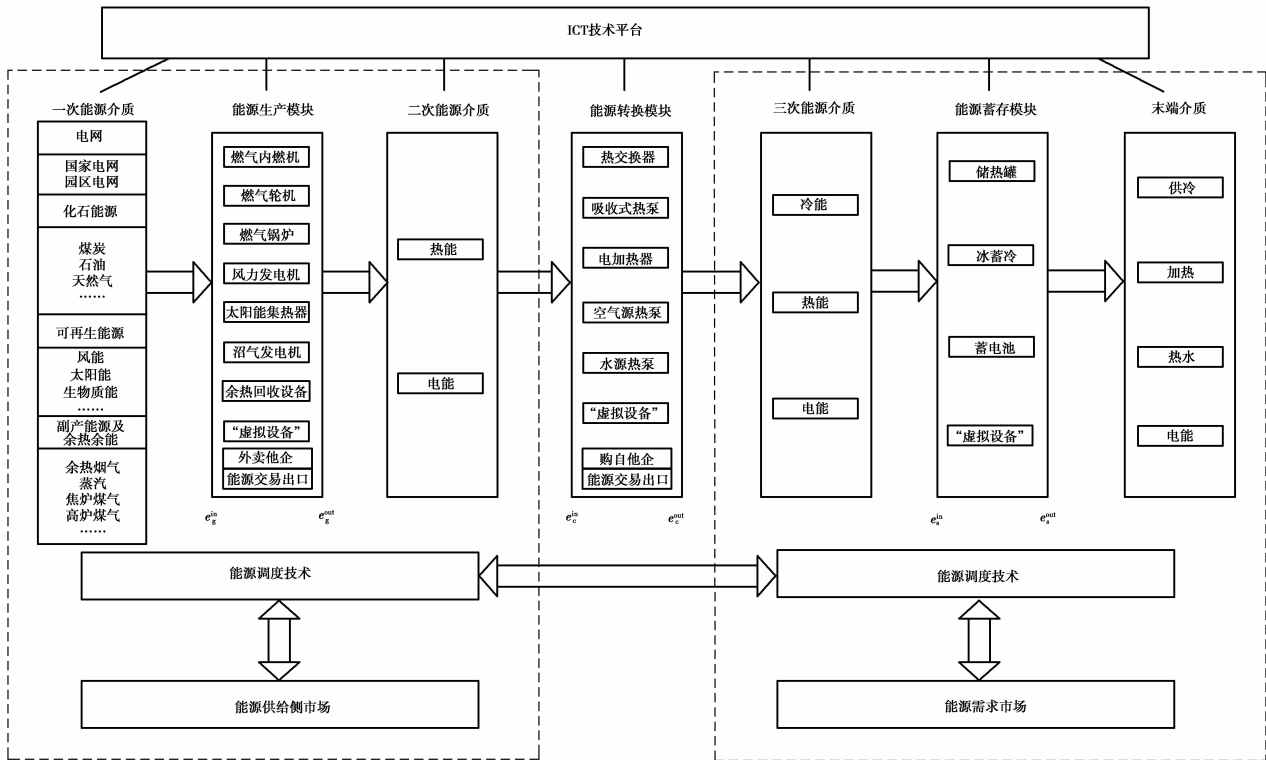 ICT技术平台
一次能源介质
电网
国家电网
园区电网
化石能源
煤炭
石油
天然气
……
可再生能源
风能
太阳能
生物质能
……
副产能源及
余热余能
余热烟气
蒸汽
焦炉煤气
高炉煤气
……
能源生产模块
燃气内燃机
燃气轮机
燃气锅炉
风力发电机
太阳能集热器
沼气发电机
余热回收设备
“虚拟设备”
外卖他企
能源交易出口
e_g^in
e_g^out
二次能源介质
热能
电能
能源转换模块
热交换器
吸收式热泵
电加热器
空气源热泵
水源热泵
“虚拟设备”
购自他企
能源交易出口
e_c^in
e_c^out
三次能源介质
冷能
热能
电能
能源蓄存模块
储热罐
冰蓄冷
蓄电池
“虚拟设备”
e_s^in
e_s^out
末端介质
供冷
加热
热水
电能
能源调度技术
能源调度技术
能源供给侧市场
能源需求市场